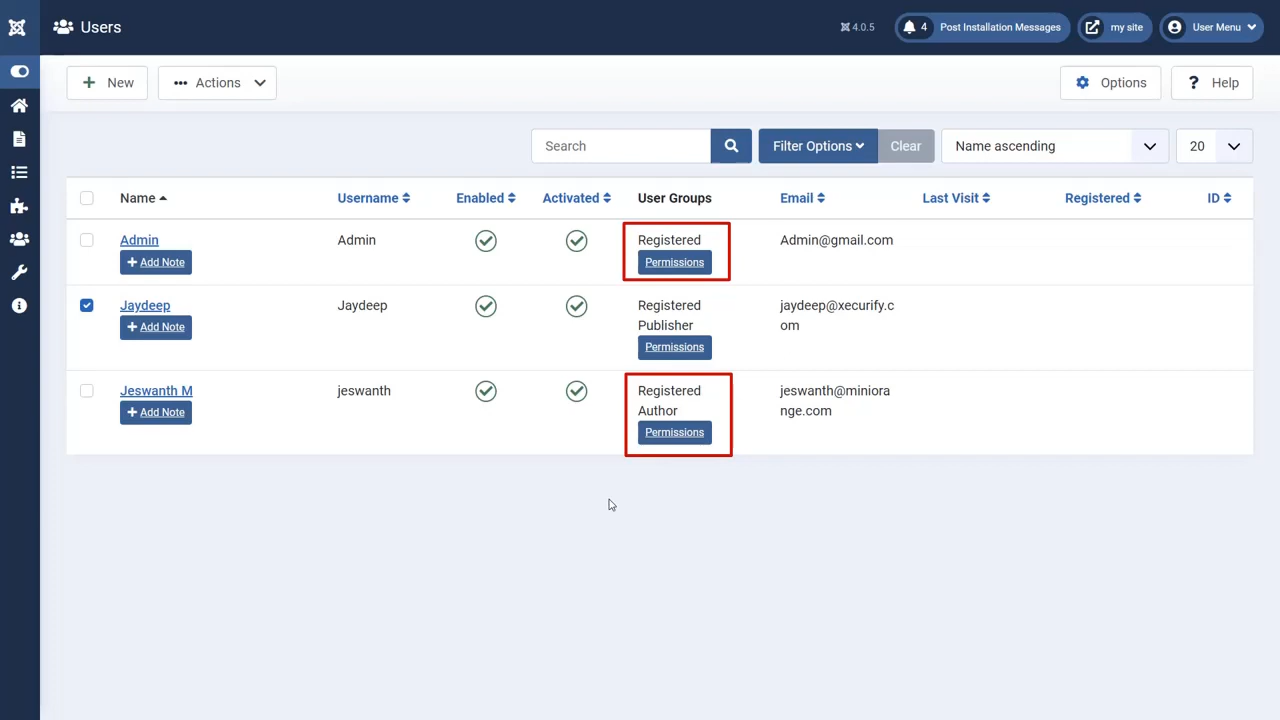 Users
4.0.5
4 Post Installation Messages
my site
User Menu
New
Actions
Options
? Help
Search
Filter Options
Clear
Name ascending
20
Name
Username
Enabled
Activated
User Groups
Email
Last Visit
Registered
ID
Admin
+ Add Note
Admin
Registered
Permissions
Admin@gmail.com
Jaydeep
+ Add Note
Jaydeep
Registered
Publisher
Permissions
jaydeep@xecurify.c
om
Jeswanth M
+ Add Note
jeswanth
Registered
Author
Permissions
jeswanth@miniora
nge.com